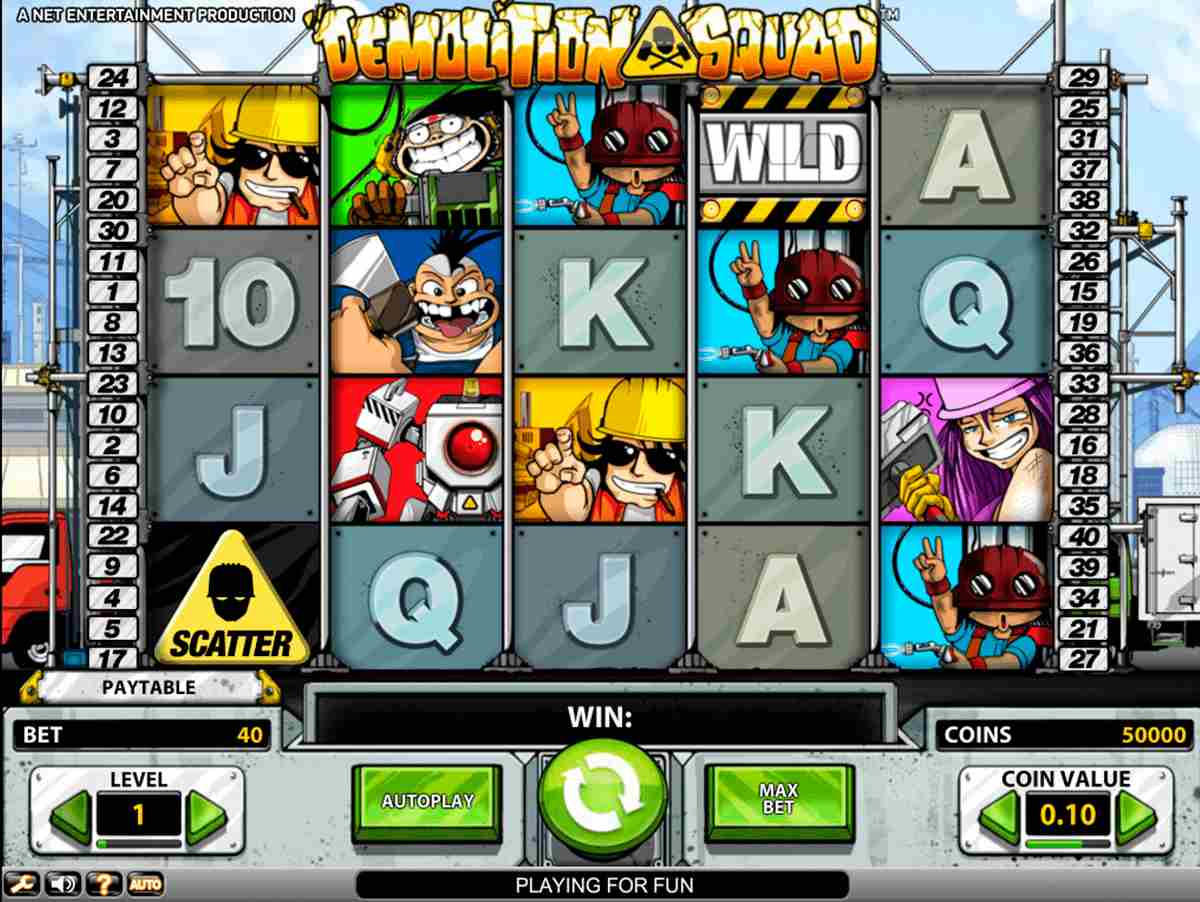 A NET ENTERTAINMENT PRODUCTION
DEMOLITION SQUAD™
24
12
3
7
20
30
11
1
8
13
23
10
2
6
14
22
9
4
5
17
WILD
A
10
K
Q
J
K
SCATTER
Q
J
A
29
25
31
37
38
32
26
15
19
36
33
28
16
18
35
40
39
34
21
27
PAYTABLE
WIN:
BET 40
COINS 50000
LEVEL
1
AUTOPLAY
MAX
BET
COIN VALUE
0.10
?
AUTO
PLAYING FOR FUN